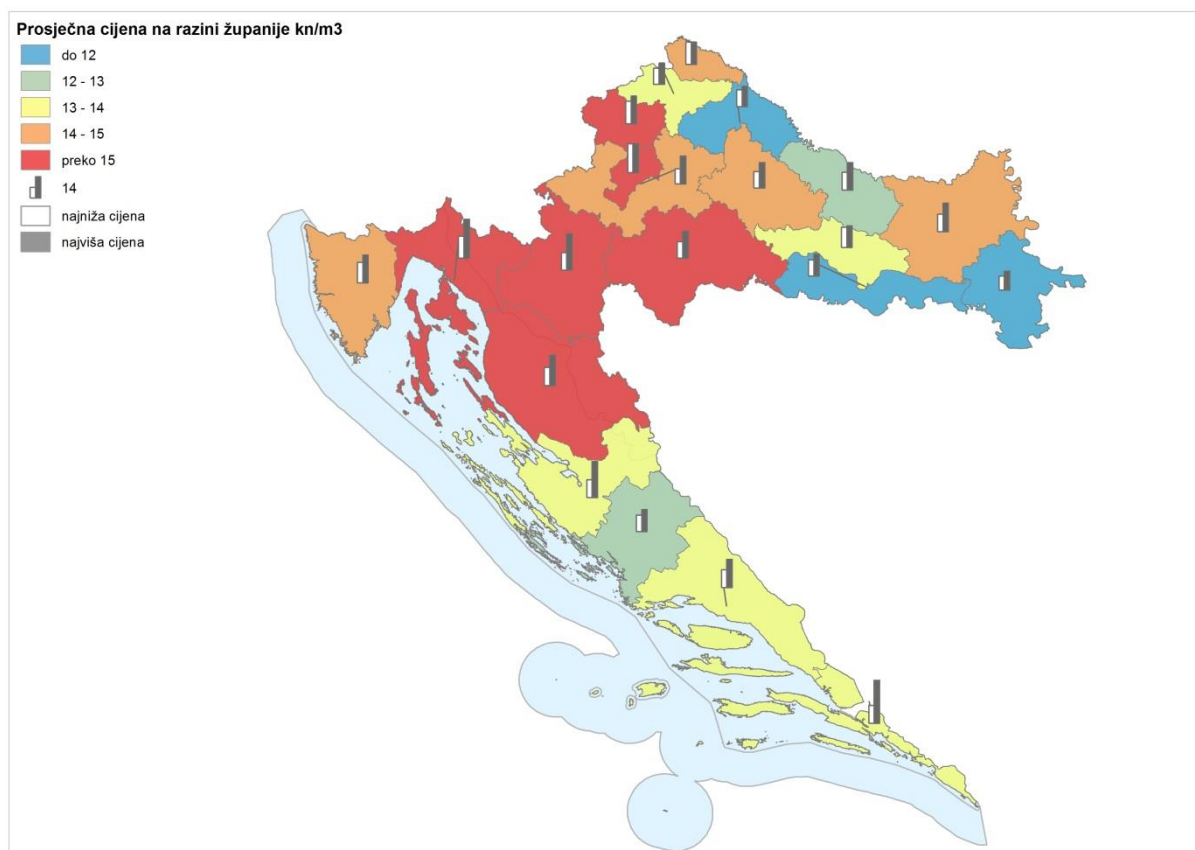 Prosječna cijena na razini županije kn/m3
do 12
12 - 13
13 - 14
14 - 15
preko 15
14
najniža cijena
najviša cijena